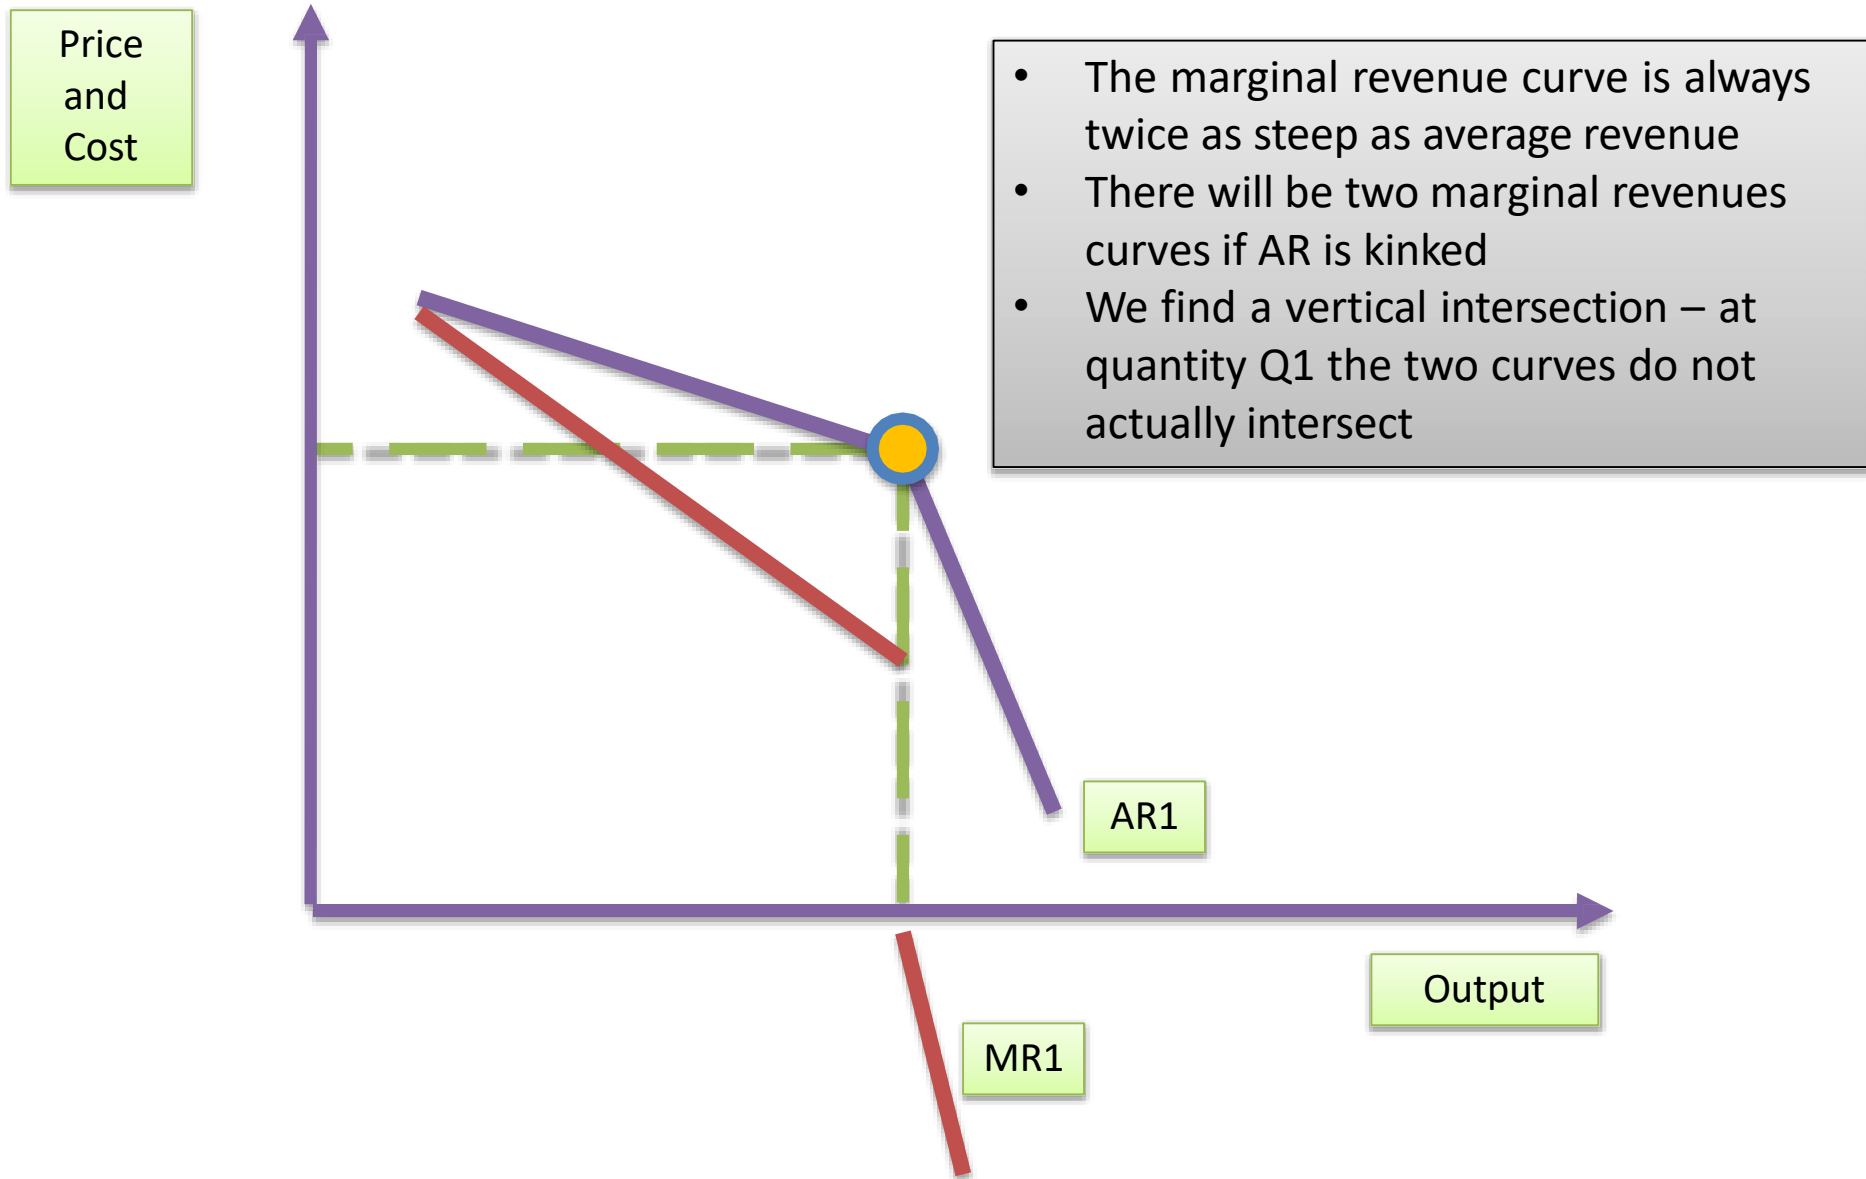 Price
and
Cost
• The marginal revenue curve is always
twice as steep as average revenue
• There will be two marginal revenues
curves if AR is kinked
• We find a vertical intersection – at
quantity Q1 the two curves do not
actually intersect
AR1
Output
MR1